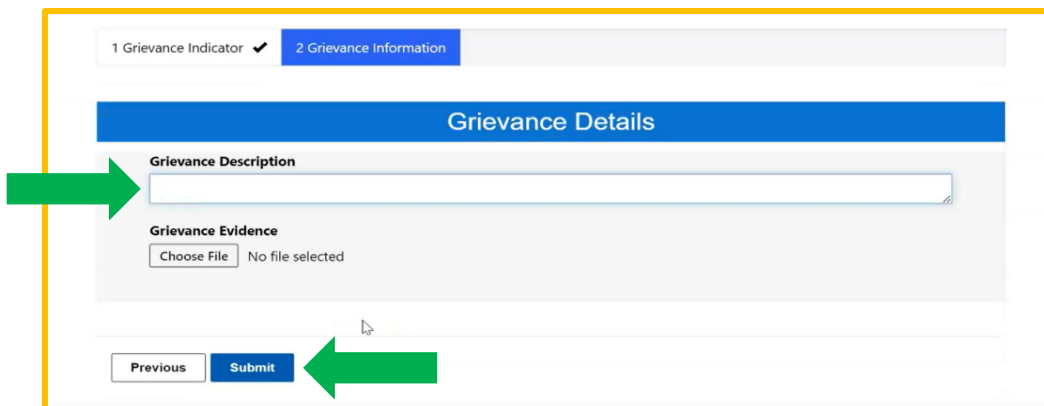 1 Grievance Indicator ✔ 2 Grievance Information
Grievance Details
Grievance Description
Grievance Evidence
Choose File No file selected
Previous Submit